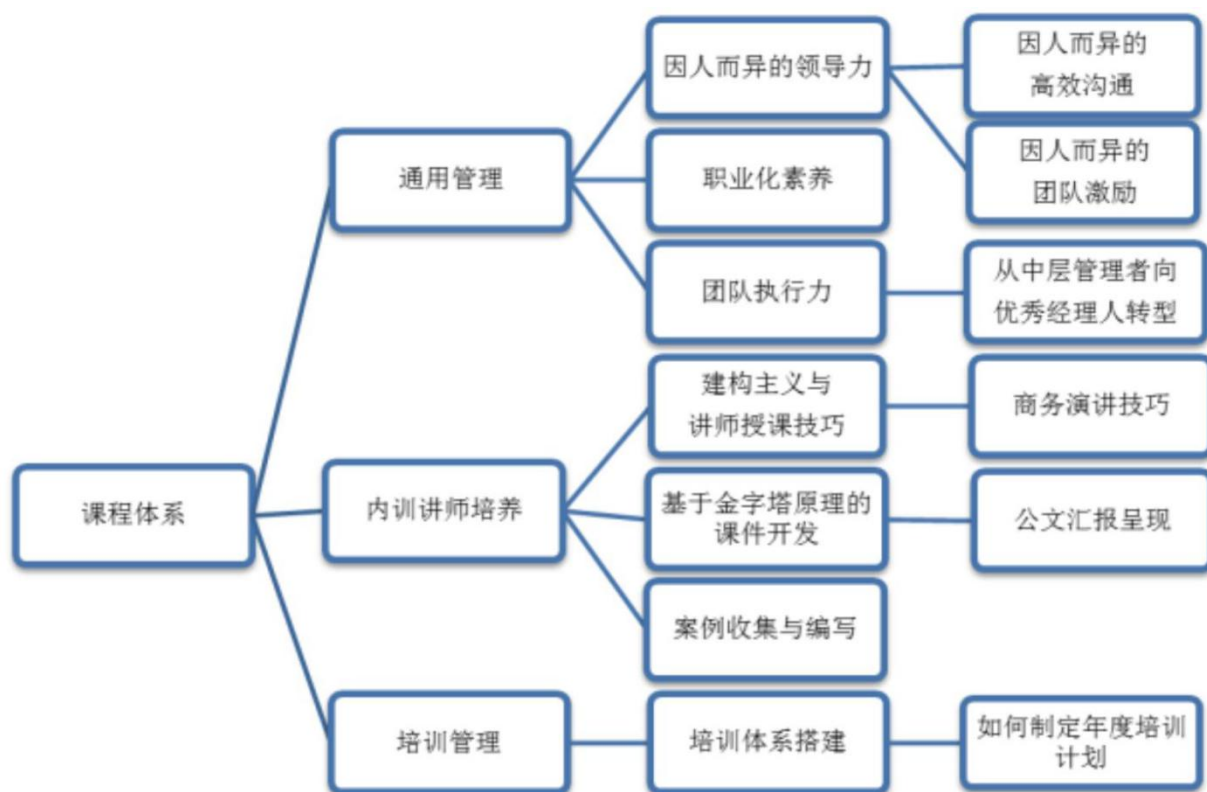 因人而异的领导力
因人而异的
高效沟通
因人而异的
团队激励
通用管理
职业化素养
团队执行力
从中层管理者向
优秀经理人转型
建构主义与
讲师授课技巧
商务演讲技巧
课程体系
内训讲师培养
基于金字塔原理的
课件开发
公文汇报呈现
案例收集与编写
培训管理
培训体系搭建
如何制定年度培训
计划